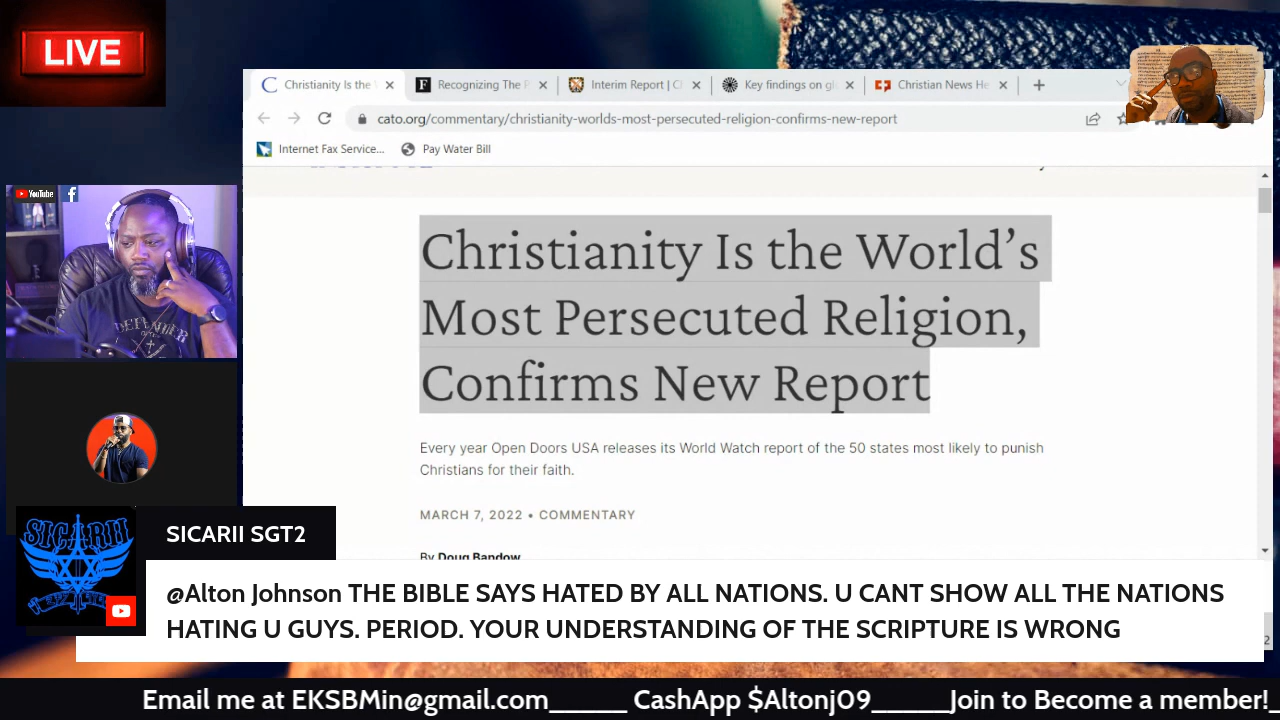 LIVE
Christianity Is the
gnizing The
Interim Report | C
Key findings on gl
Christian News He
cato.org/commentary/christianity-worlds-most-persecuted-religion-confirms-new-report
Internet Fax Service...
Pay Water Bill
YouTube
Christianity Is the World's
Most Persecuted Religion,
Confirms New Report
Every year Open Doors USA releases its World Watch report of the 50 states most likely to punish
Christians for their faith.
MARCH 7, 2022 • COMMENTARY
By Doug Bandow
DEFENDER
SICARII
SICARII SGT2
@Alton Johnson THE BIBLE SAYS HATED BY ALL NATIONS. U CANT SHOW ALL THE NATIONS
HATING U GUYS. PERIOD. YOUR UNDERSTANDING OF THE SCRIPTURE IS WRONG
Email me at EKSBMin@gmail.com______ CashApp $Altonj09______Join to Become a member!_